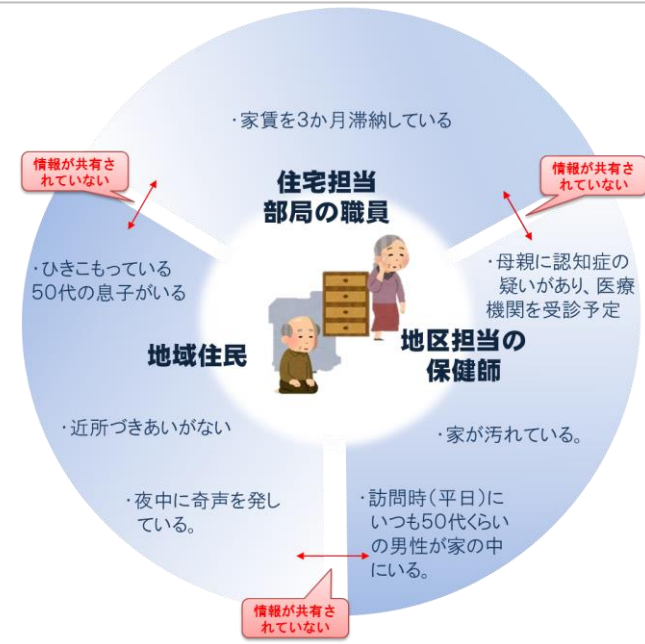 ・家賃を3か月滞納している
情報が共有さ
れていない
住宅担当
部局の職員
情報が共有さ
れていない
・ひきこもっている
50代の息子がいる
・母親に認知症の
疑いがあり、医療
機関を受診予定
地域住民
地区担当の
保健師
・近所づきあいがない
・家が汚れている。
・夜中に奇声を発し
ている。
・訪問時(平日)に
いつも50代くらい
の男性が家の中
にいる。
情報が共有さ
れていない